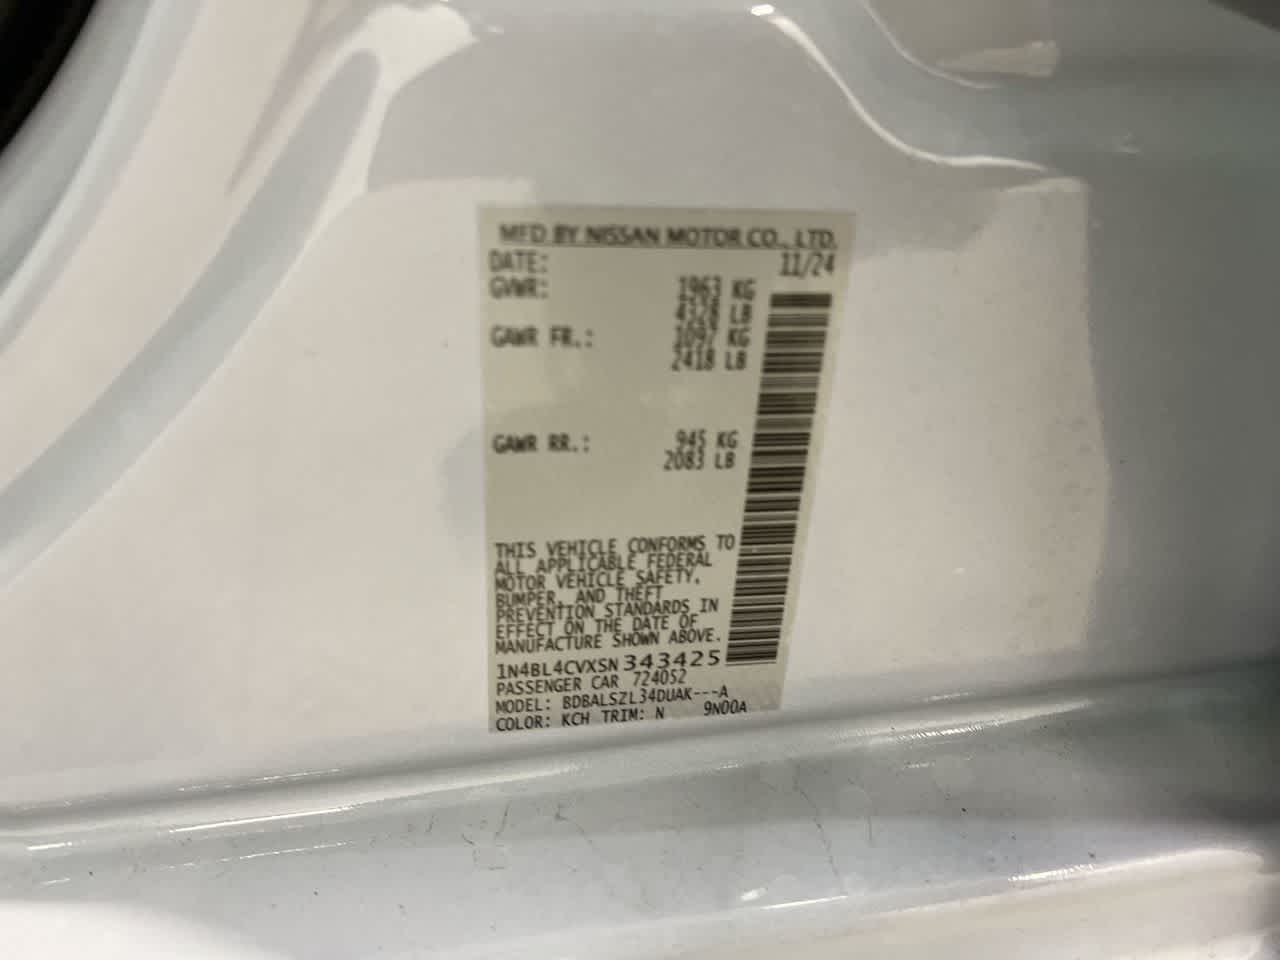 MFD BY NISSAN MOTOR CO., LTD.
DATE: 11/24
GVWR: 1963 KG
4328 LB
GAWR FR.: 1097 KG
2418 LB
GAWR RR.: 945 KG
2083 LB
THIS VEHICLE CONFORMS TO
ALL APPLICABLE FEDERAL
MOTOR VEHICLE SAFETY,
BUMPER, AND THEFT
PREVENTION STANDARDS IN
EFFECT ON THE DATE OF
MANUFACTURE SHOWN ABOVE.
1N4BL4CVXSN343425
PASSENGER CAR 724052
MODEL: BDBALSZL34DUAK---A
COLOR: KCH TRIM: N 9N00A